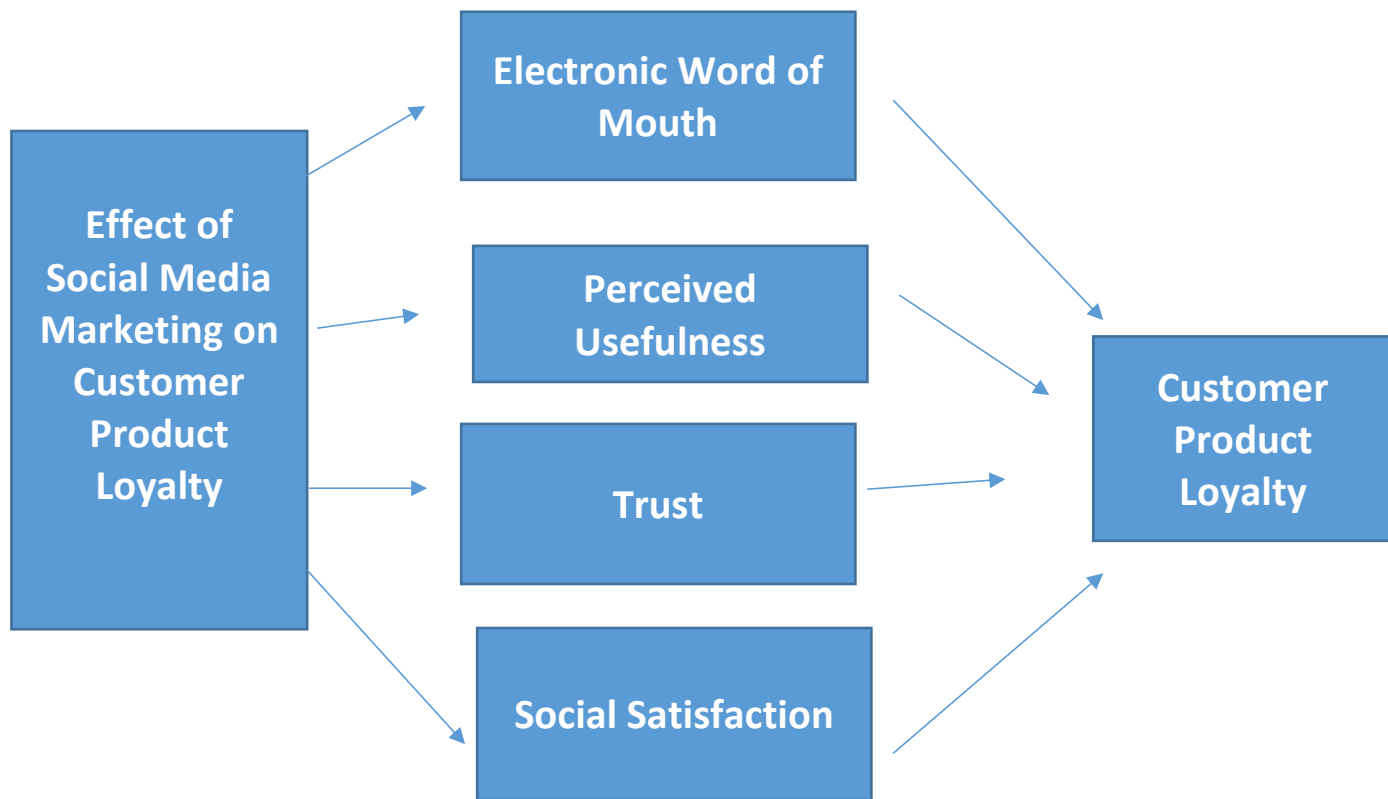 Effect of
Social Media
Marketing on
Customer
Product
Loyalty
Electronic Word of
Mouth
Perceived
Usefulness
Trust
Social Satisfaction
Customer
Product
Loyalty